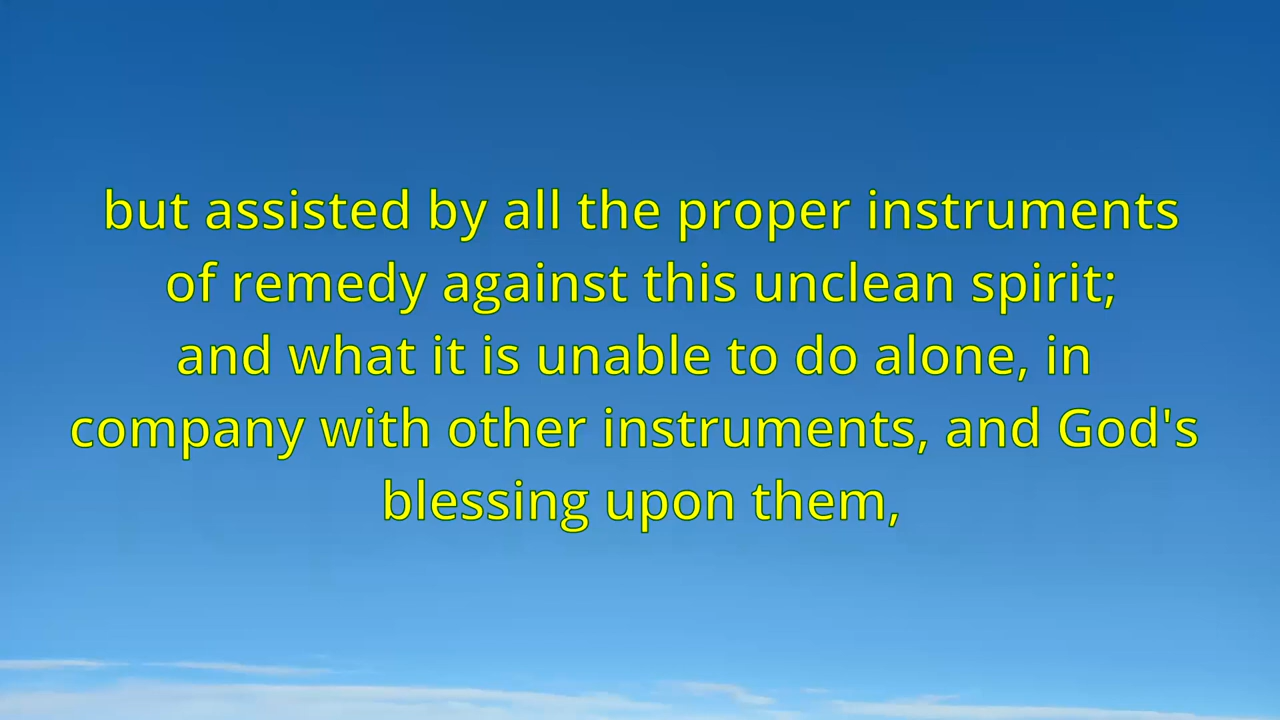 but assisted by all the proper instruments
of remedy against this unclean spirit;
and what it is unable to do alone, in
company with other instruments, and God's
blessing upon them,